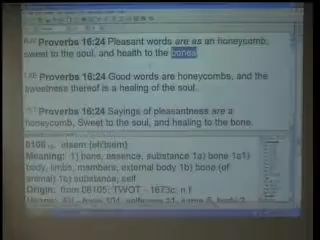 Proverbs 16:24 Pleasant words are as an honeycomb,
sweet to the soul, and health to the bones.
Proverbs 16:24 Good words are honeycombs, and the
sweetness thereof is a healing of the soul.
Proverbs 16:24 Sayings of pleasantness are a
honeycomb, Sweet to the soul, and healing to the bone.
Meaning: 1) bone, essence, substance 1a) bone 1a1)
body, limbs, members, external body 1b) bone (of
animal) 1c) substance, self
Origin: from 06105; TWOT - 1673c; n f